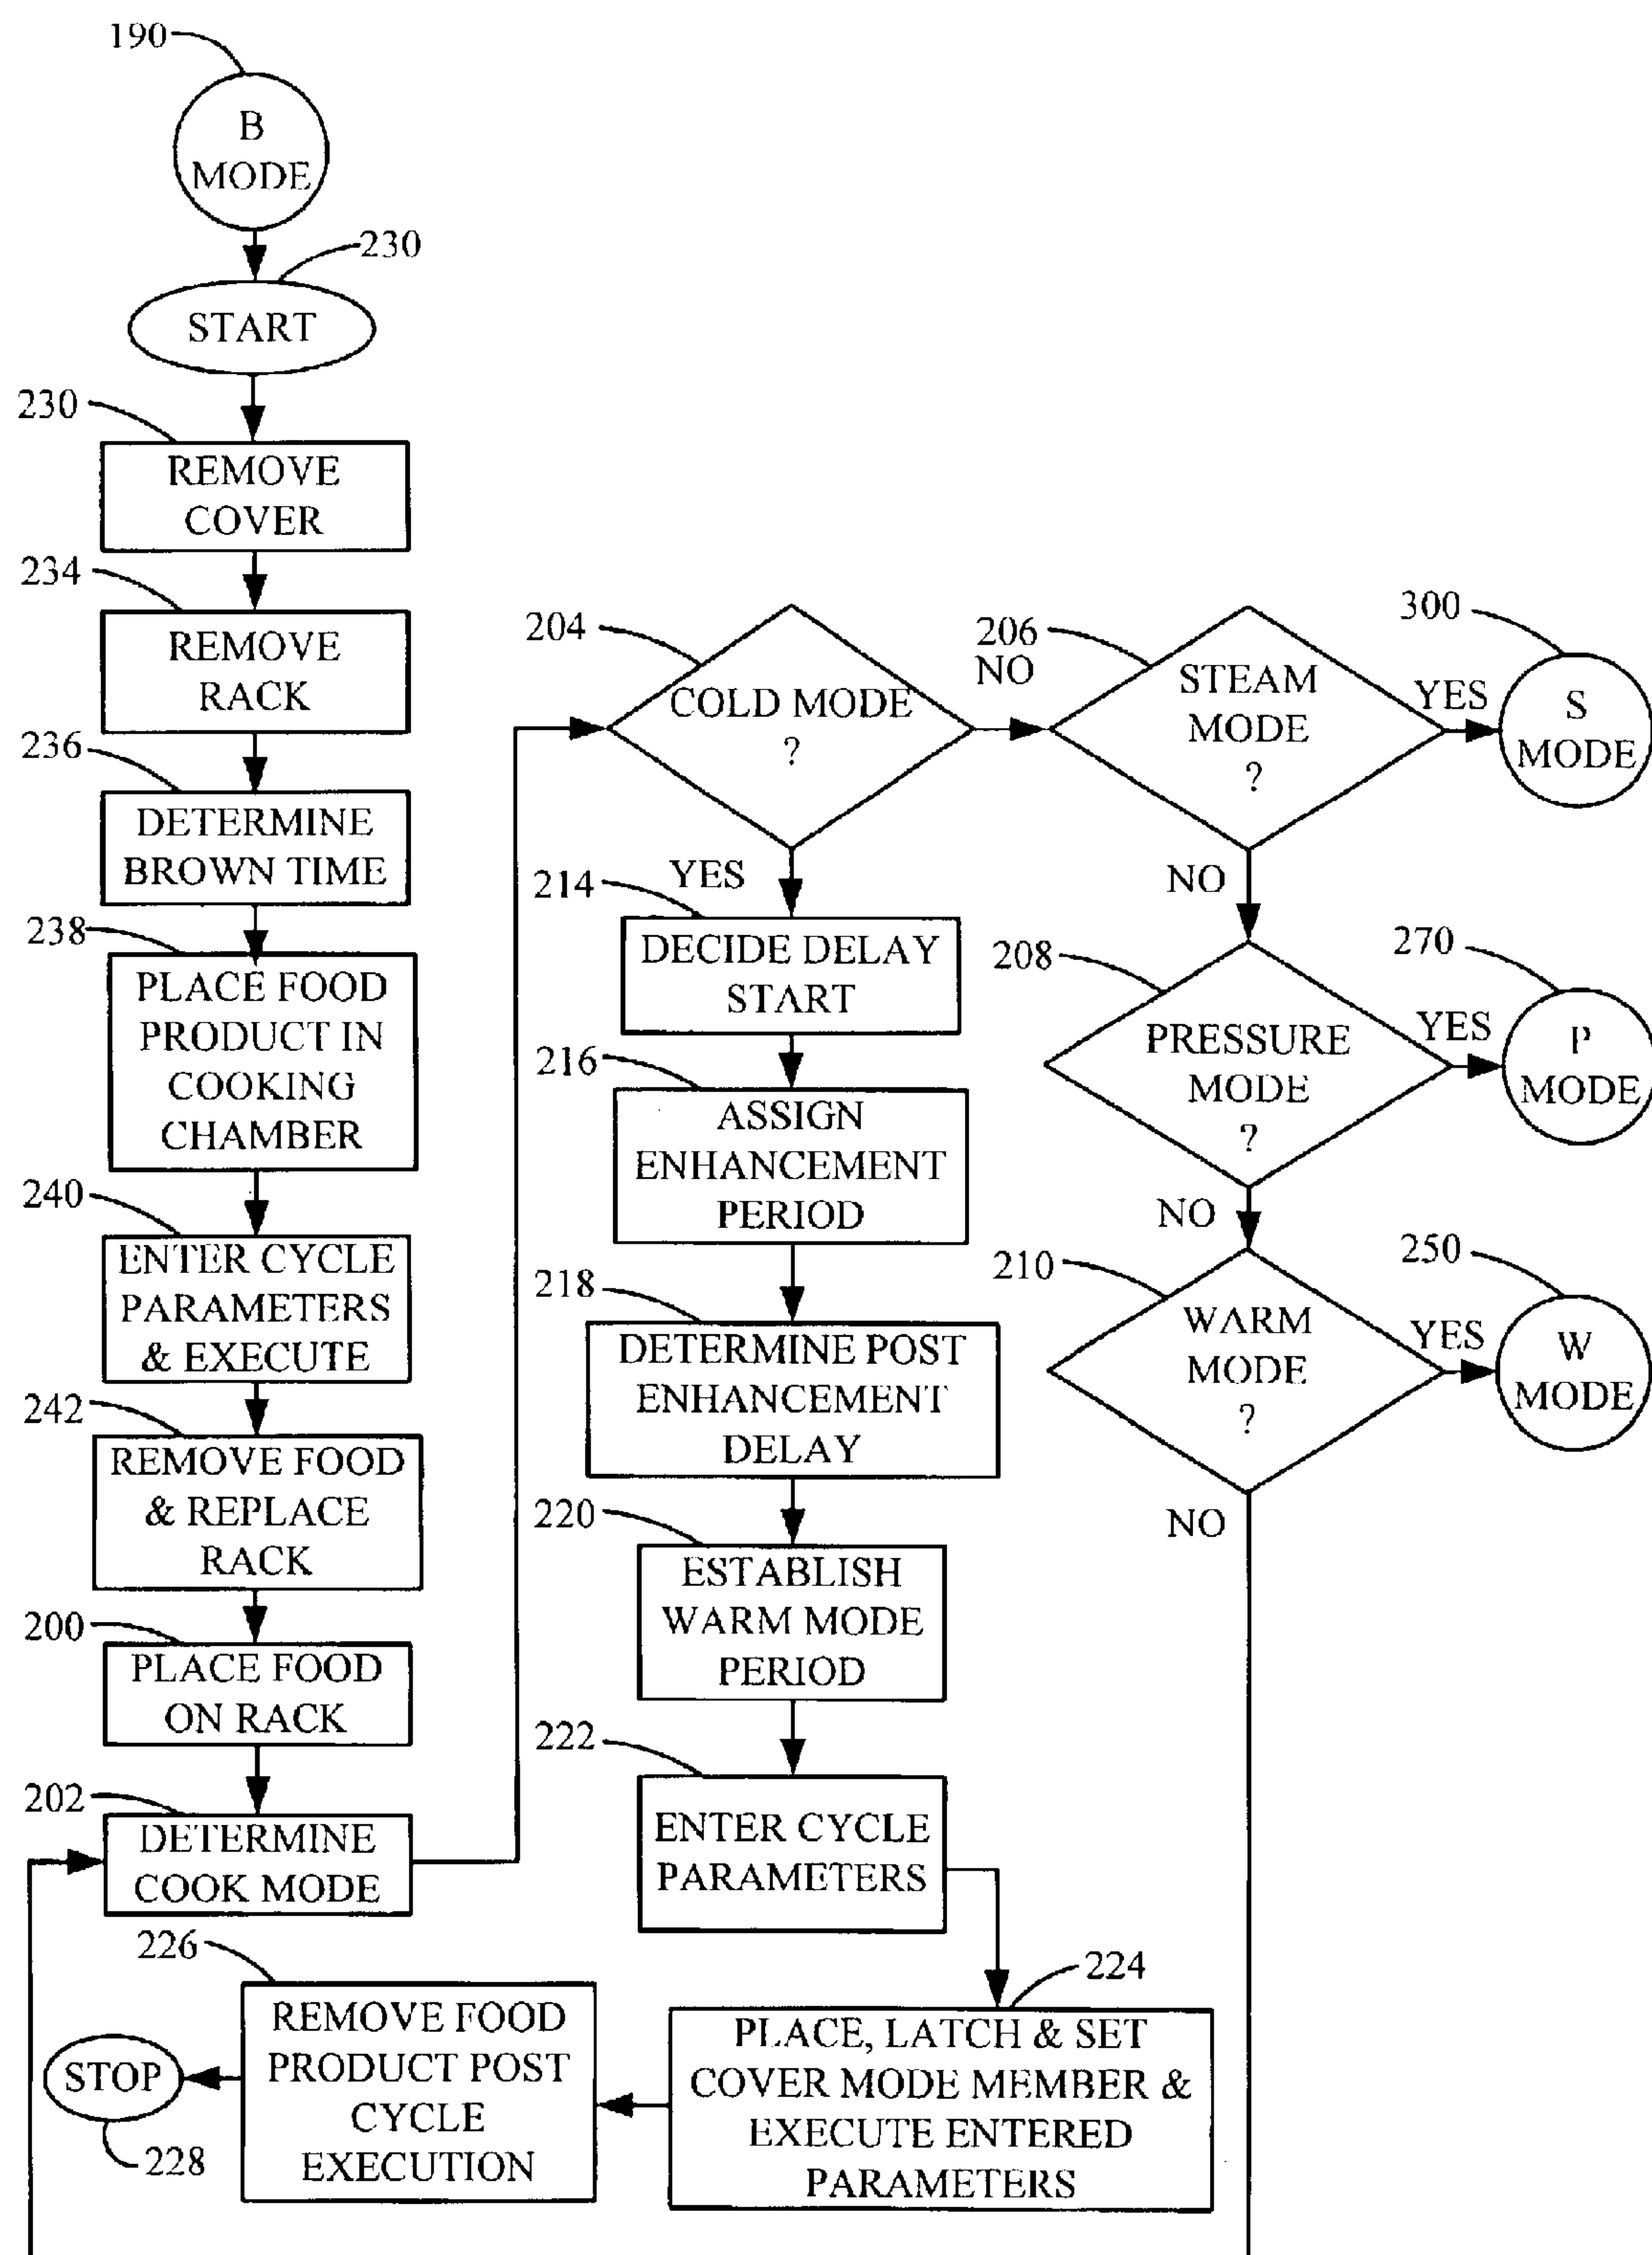 190
B
MODE
230
START
230
REMOVE
COVER
234
REMOVE
RACK
236
DETERMINE
BROWN TIME
238
PLACE FOOD
PRODUCT IN
COOKING
CHAMBER
240
ENTER CYCLE
PARAMETERS
& EXECUTE
242
REMOVE FOOD
& REPLACE
RACK
200
PLACE FOOD
ON RACK
202
DETERMINE
COOK MODE
204
COLD MODE
?
NO
YES
206
STEAM
MODE
?
YES
300
S
MODE
NO
208
PRESSURE
MODE
?
YES
270
P
MODE
NO
210
WARM
MODE
?
YES
250
W
MODE
NO
214
DECIDE DELAY
START
216
ASSIGN
ENHANCEMENT
PERIOD
218
DETERMINE POST
ENHANCEMENT
DELAY
220
ESTABLISH
WARM MODE
PERIOD
222
ENTER CYCLE
PARAMETERS
224
PLACE, LATCH & SET
COVER MODE MEMBER &
EXECUTE ENTERED
PARAMETERS
226
REMOVE FOOD
PRODUCT POST
CYCLE
EXECUTION
STOP
228